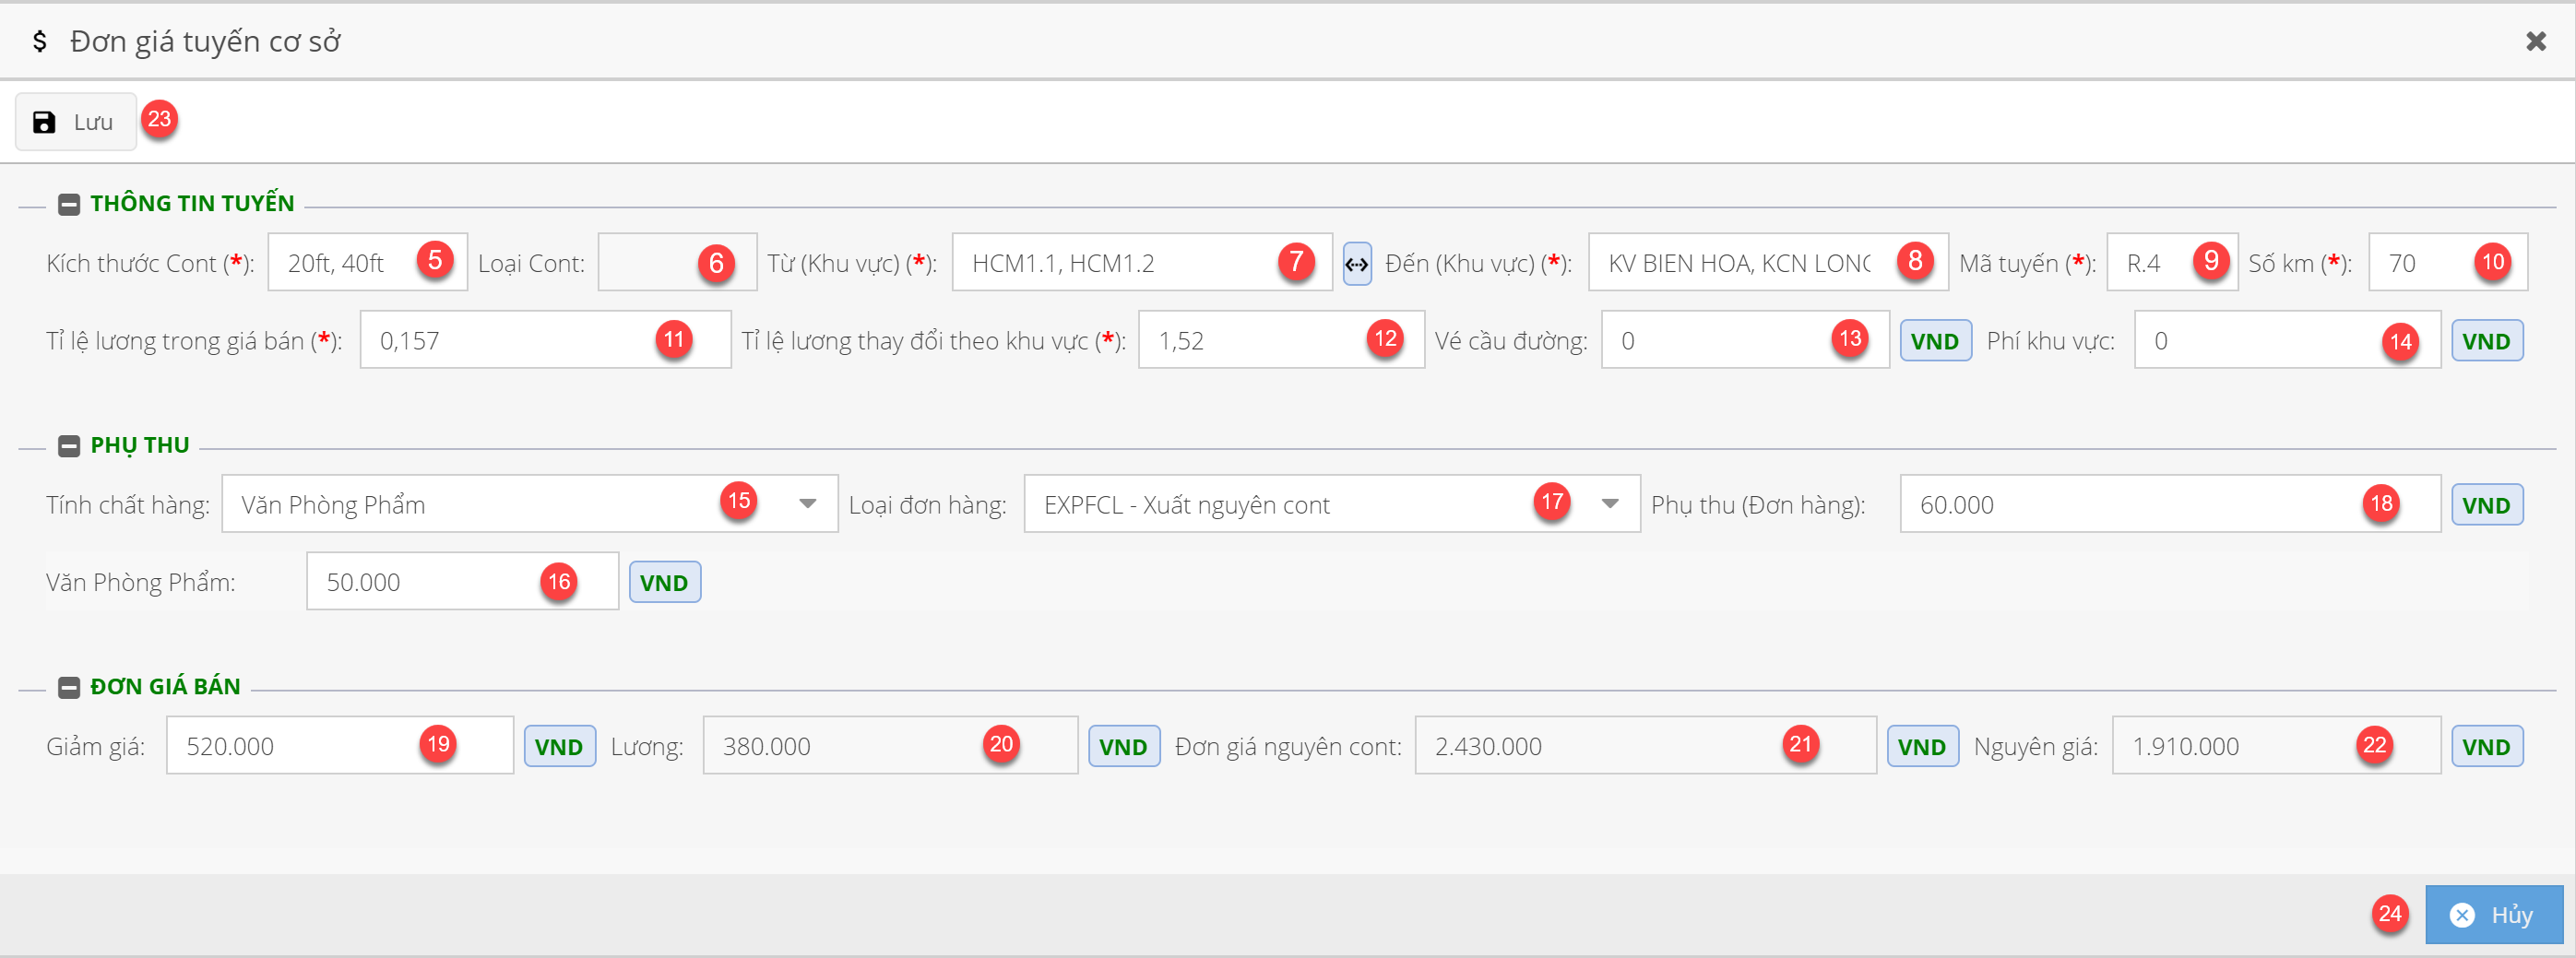 $ Đơn giá tuyến cơ sở
Lưu 23
THÔNG TIN TUYẾN
Kích thước Cont (*): 20ft, 40ft 5 Loại Cont: 6 Từ (Khu vực) (*): HCM1.1, HCM1.2 7 Đến (Khu vực) (*): KV BIEN HOA, KCN LONG 8 Mã tuyến (*): R.4 9 Số km (*): 70 10
Tỉ lệ lương trong giá bán (*): 0,157 11 Tỉ lệ lương thay đổi theo khu vực (*): 1,52 12 Vé cầu đường: 0 13 VND Phí khu vực: 0 14 VND
PHỤ THU
Tính chất hàng: Văn Phòng Phẩm 15 Loại đơn hàng: EXPFCL - Xuất nguyên cont 17 Phụ thu (Đơn hàng): 60.000 18 VND
Văn Phòng Phẩm: 50.000 16 VND
ĐƠN GIÁ BÁN
Giảm giá: 520.000 19 VND Lương: 380.000 20 VND Đơn giá nguyên cont: 2.430.000 21 VND Nguyên giá: 1.910.000 22 VND
24 Hủy